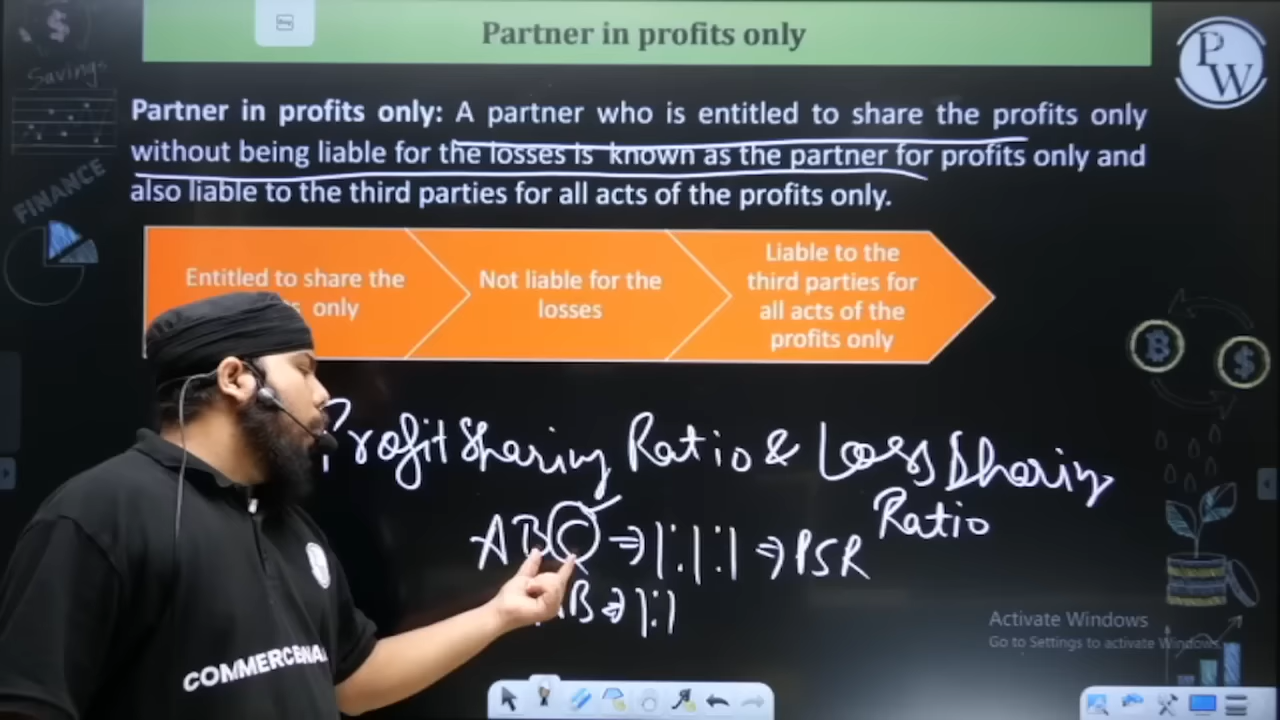 Partner in profits only
Savings
P
W
Partner in profits only: A partner who is entitled to share the profits only
without being liable for the losses is known as the partner for profits only and
also liable to the third parties for all acts of the profits only.
FINANCE
Entitled to share the
only
Not liable for the
losses
Liable to the
third parties for
all acts of the
profits only
Profit Sharing Ratio & Loss Sharing
Ratio
ABC ⇒ 1:1:1 ⇒ PSR
AB ⇒ 1:1
Activate Windows
Go to Settings to activate Windows.